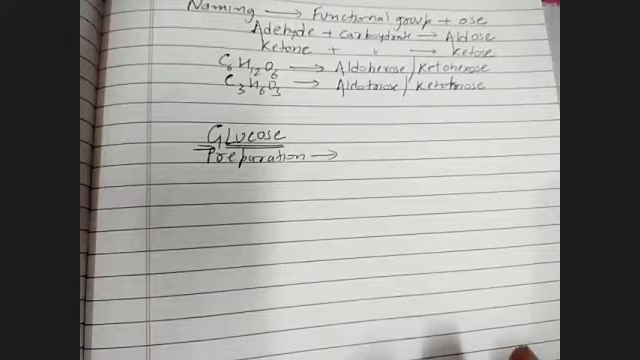 Naming → Functional group + ose
Adehyde + Carbohydrate → Aldose
Ketone + " → Ketose
C6H12O6 → Aldohexose/Ketohexose
C3H6O3 → Aldotriose/Ketotriose
Glucose
Preparation →